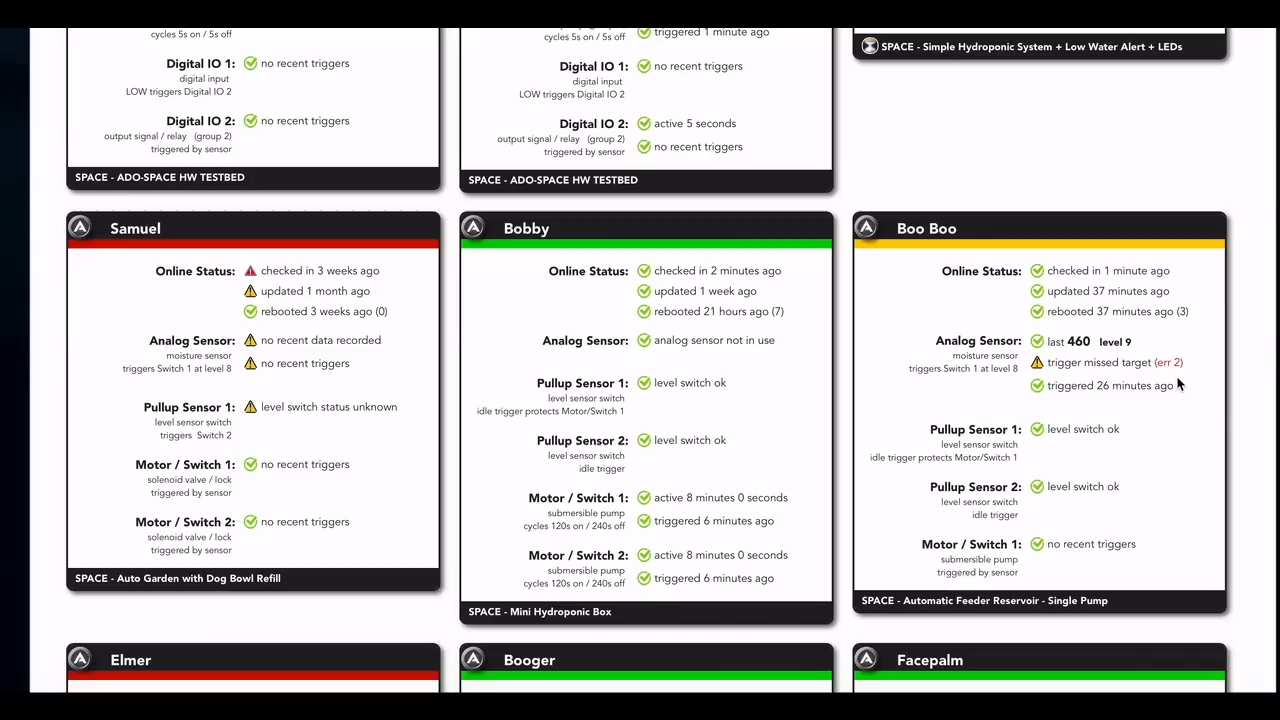 cycles 5s on / 5s off
Digital IO 1: no recent triggers
digital input
LOW triggers Digital IO 2
Digital IO 2: no recent triggers
output signal / relay (group 2)
triggered by sensor
SPACE - ADO-SPACE HW TESTBED
cycles 5s on / 5s off
triggered 1 minute ago
Digital IO 1: no recent triggers
digital input
LOW triggers Digital IO 2
Digital IO 2: active 5 seconds
output signal / relay (group 2)
no recent triggers
triggered by sensor
SPACE - ADO-SPACE HW TESTBED
SPACE - Simple Hydroponic System + Low Water Alert + LEDs
Samuel
Online Status: checked in 3 weeks ago
updated 1 month ago
rebooted 3 weeks ago (0)
Analog Sensor: no recent data recorded
moisture sensor
no recent triggers
triggers Switch 1 at level 8
Pullup Sensor 1: level switch status unknown
level sensor switch
triggers Switch 2
Motor / Switch 1: no recent triggers
solenoid valve / lock
triggered by sensor
Motor / Switch 2: no recent triggers
solenoid valve / lock
triggered by sensor
SPACE - Auto Garden with Dog Bowl Refill
Bobby
Online Status: checked in 2 minutes ago
updated 1 week ago
rebooted 21 hours ago (7)
Analog Sensor: analog sensor not in use
Pullup Sensor 1: level switch ok
level sensor switch
idle trigger protects Motor/Switch 1
Pullup Sensor 2: level switch ok
level sensor switch
idle trigger
Motor / Switch 1: active 8 minutes 0 seconds
submersible pump
triggered 6 minutes ago
cycles 120s on / 240s off
Motor / Switch 2: active 8 minutes 0 seconds
submersible pump
triggered 6 minutes ago
cycles 120s on / 240s off
SPACE - Mini Hydroponic Box
Boo Boo
Online Status: checked in 1 minute ago
updated 37 minutes ago
rebooted 37 minutes ago (3)
Analog Sensor: last 460 level 9
moisture sensor
trigger missed target (err 2)
triggers Switch 1 at level 8
triggered 26 minutes ago
Pullup Sensor 1: level switch ok
level sensor switch
idle trigger protects Motor/Switch 1
Pullup Sensor 2: level switch ok
level sensor switch
idle trigger
Motor / Switch 1: no recent triggers
submersible pump
triggered by sensor
SPACE - Automatic Feeder Reservoir - Single Pump
Elmer
Booger
Facepalm